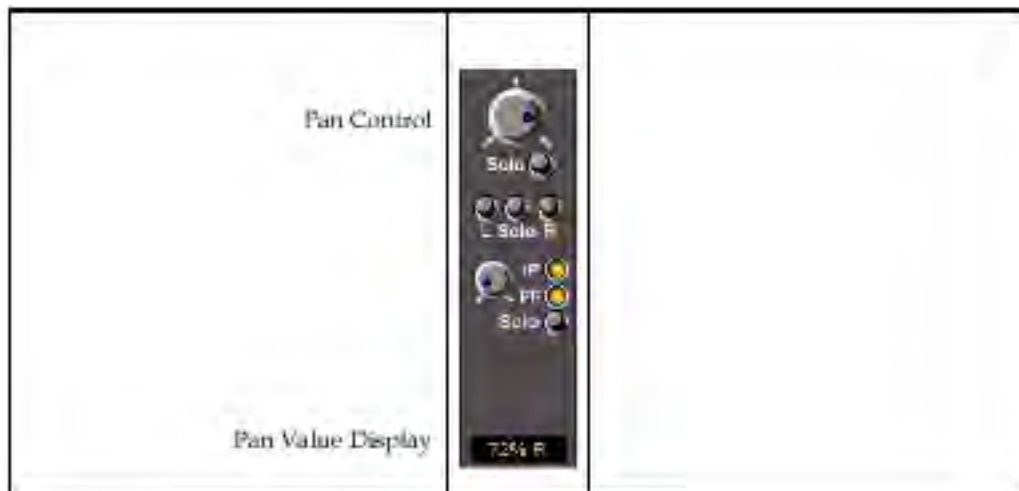 Pan Control
Solo
L Solo R
IP
PF
Solo
Pan Value Display
72% R